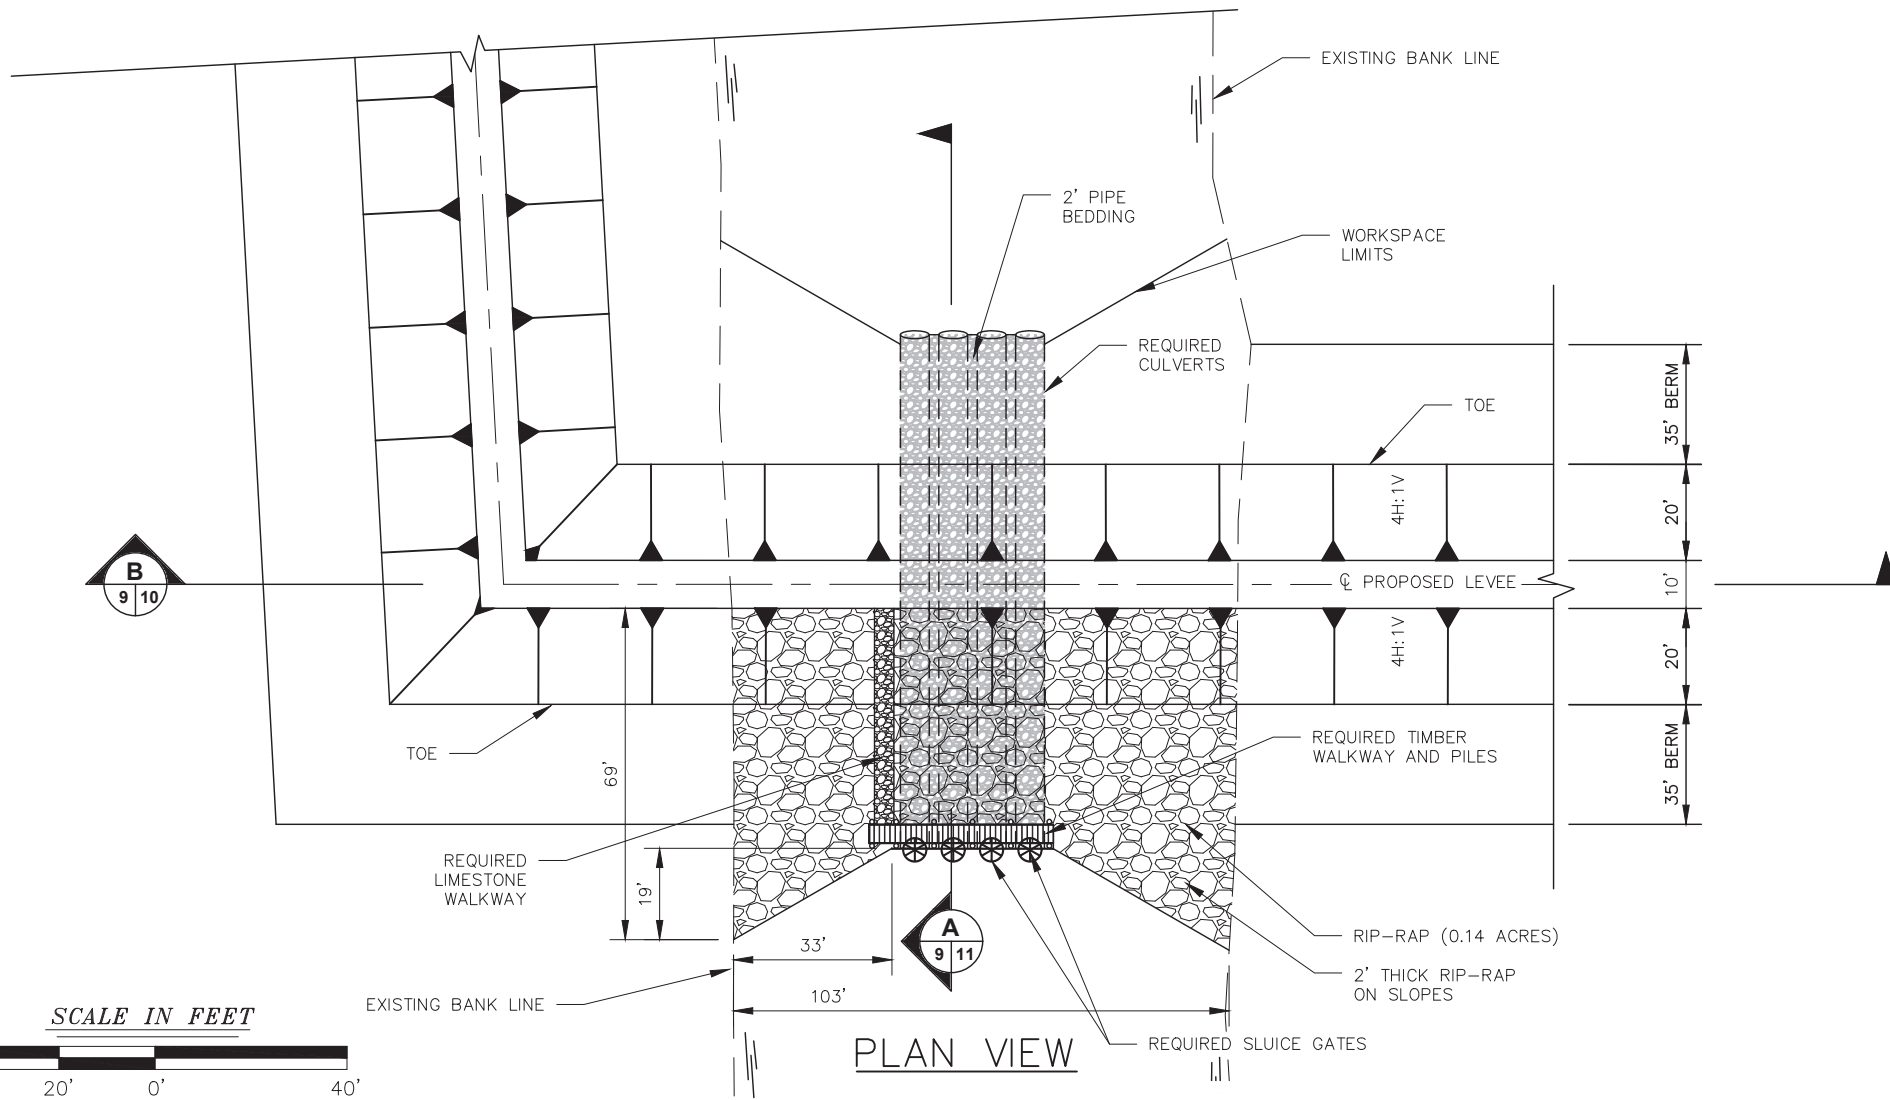 EXISTING BANK LINE
2' PIPE
BEDDING
WORKSPACE
LIMITS
REQUIRED
CULVERTS
35' BERM
TOE
20'
4H:1V
B
9 10
℄ PROPOSED LEVEE
10'
4H:1V
20'
TOE
69'
REQUIRED TIMBER
WALKWAY AND PILES
35' BERM
REQUIRED
LIMESTONE
WALKWAY
19'
A
9 11
33'
RIP-RAP (0.14 ACRES)
2' THICK RIP-RAP
ON SLOPES
EXISTING BANK LINE
103'
SCALE IN FEET
REQUIRED SLUICE GATES
PLAN VIEW
20' 0' 40'